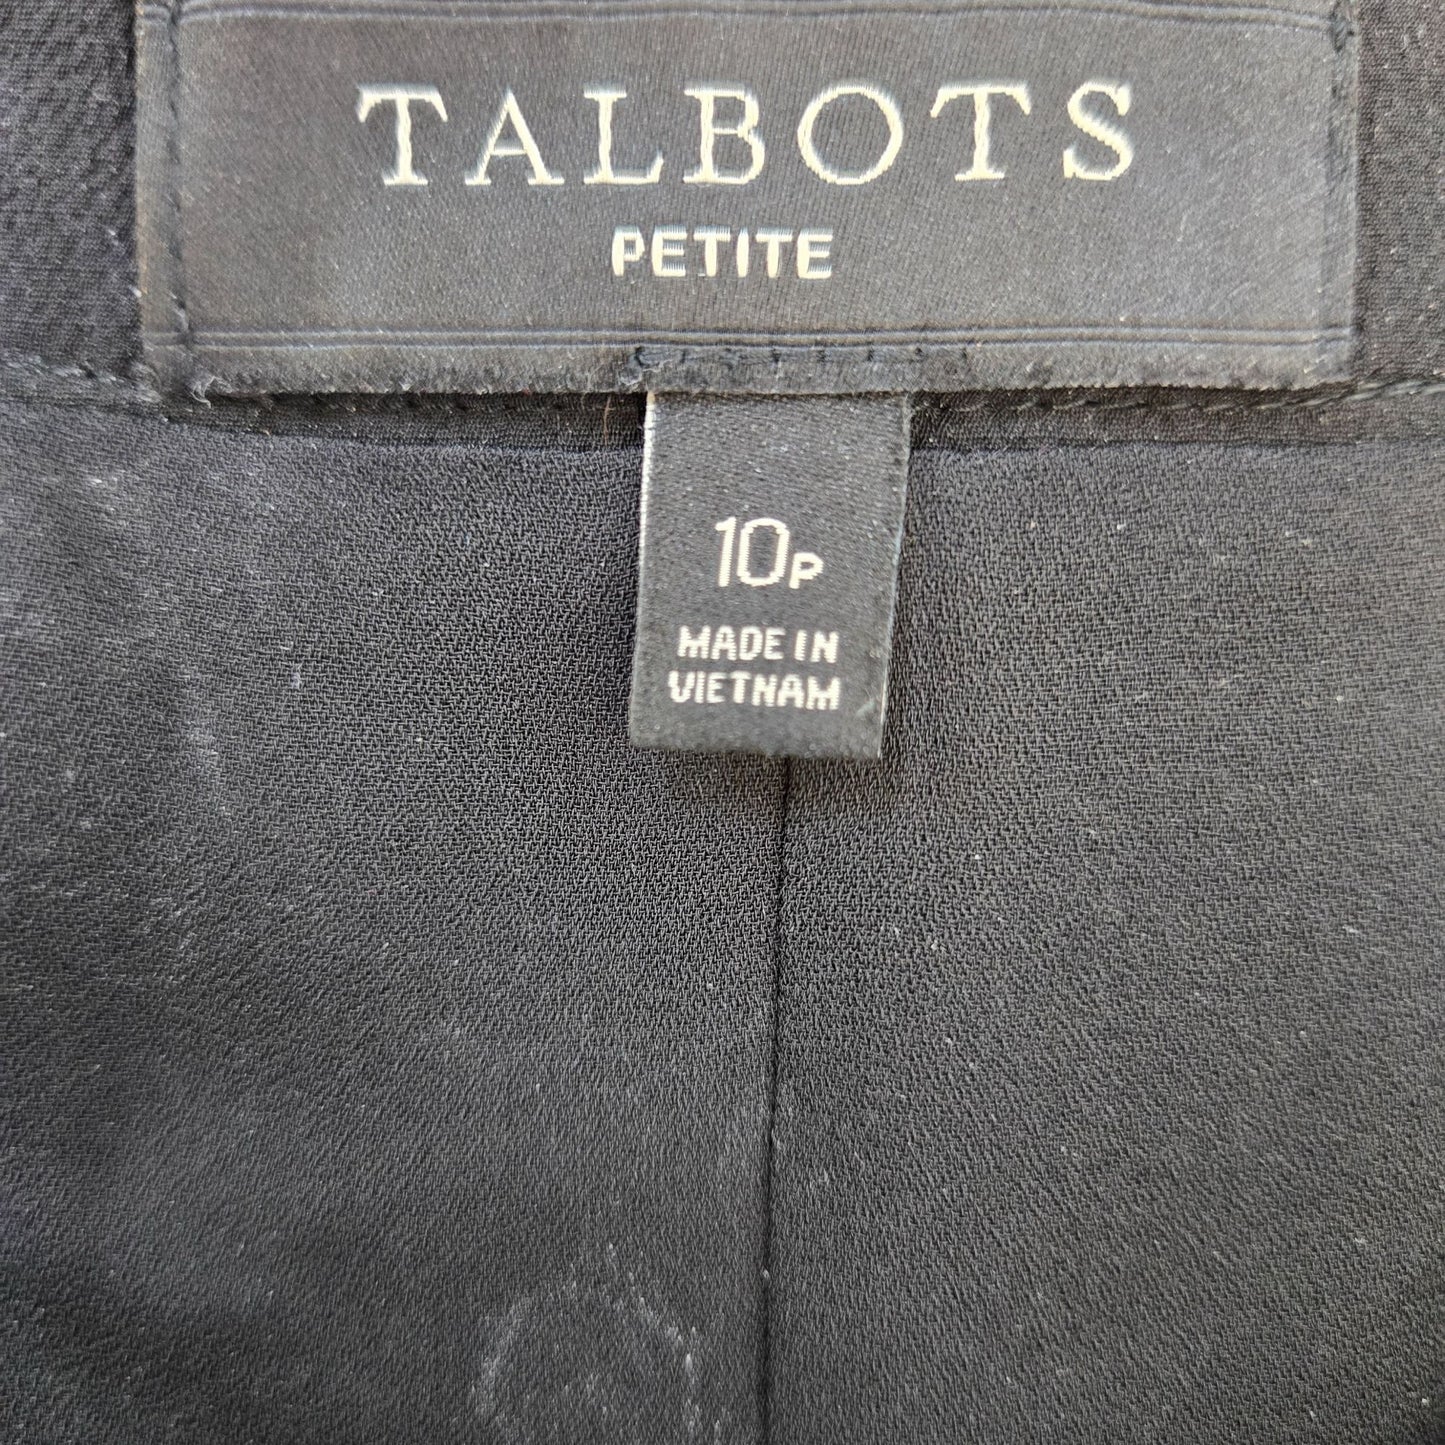 TALBOTS
PETITE
10P
MADE IN
VIETNAM